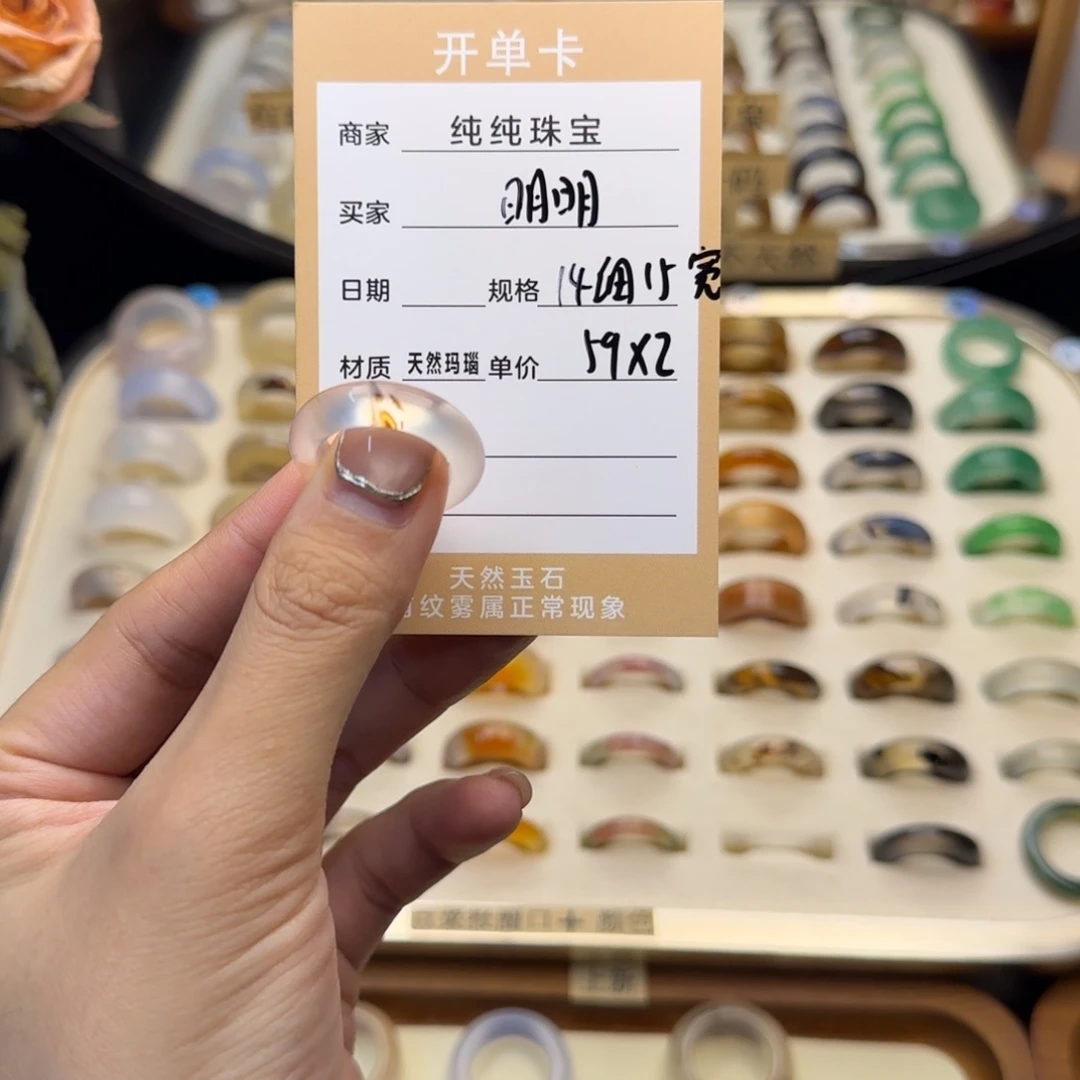 开单卡
商家 纯纯珠宝
买家 明明
日期 规格 14细15宽
材质 天然玛瑙 单价 59X2
天然玉石
纹雾属正常现象